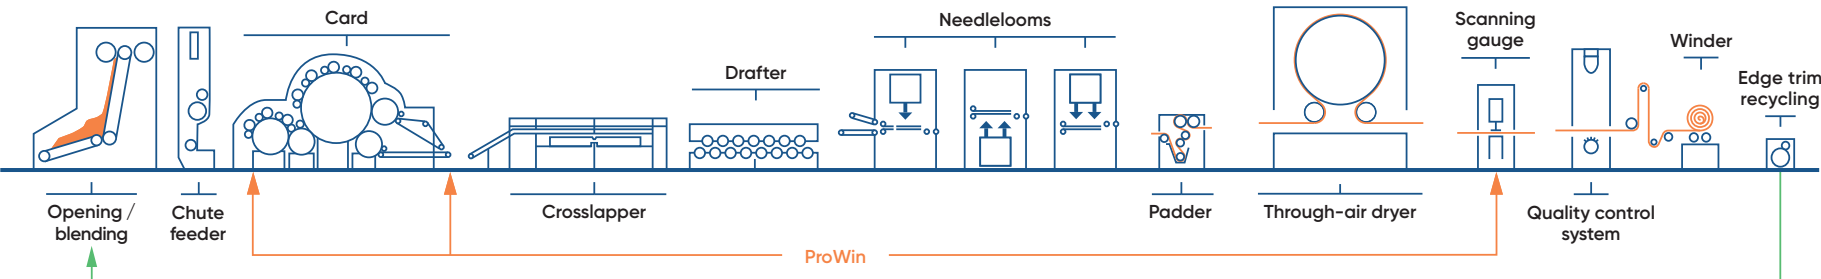 Card
Needlelooms
Scanning
gauge
Winder
Drafter
Edge trim
recycling
Opening /
blending
Chute
feeder
Crosslapper
Padder
Through-air dryer
Quality control
system
ProWin